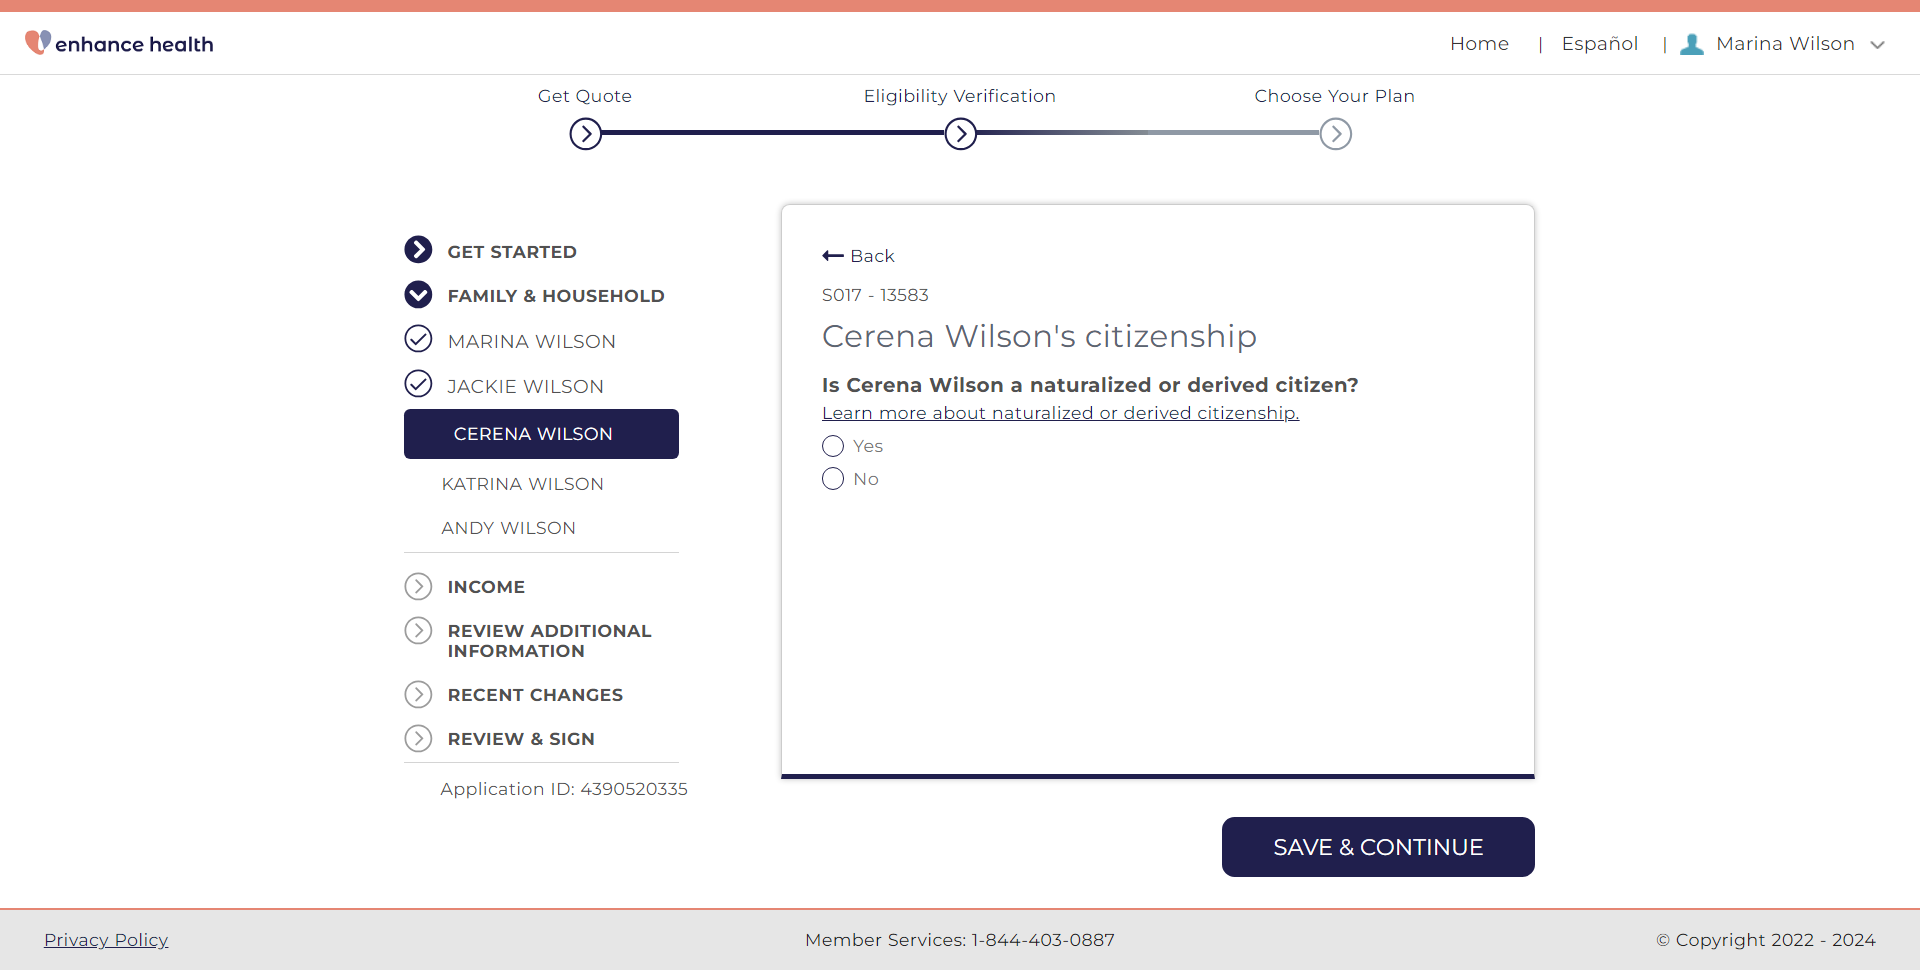 enhance health
Home | Español | Marina Wilson
Get Quote
Eligibility Verification
Choose Your Plan
GET STARTED
FAMILY & HOUSEHOLD
MARINA WILSON
JACKIE WILSON
CERENA WILSON
KATRINA WILSON
ANDY WILSON
INCOME
REVIEW ADDITIONAL
INFORMATION
RECENT CHANGES
REVIEW & SIGN
Application ID: 4390520335
Back
S017 - 13583
Cerena Wilson's citizenship
Is Cerena Wilson a naturalized or derived citizen?
Learn more about naturalized or derived citizenship.
Yes
No
SAVE & CONTINUE
Privacy Policy
Member Services: 1-844-403-0887
© Copyright 2022 - 2024